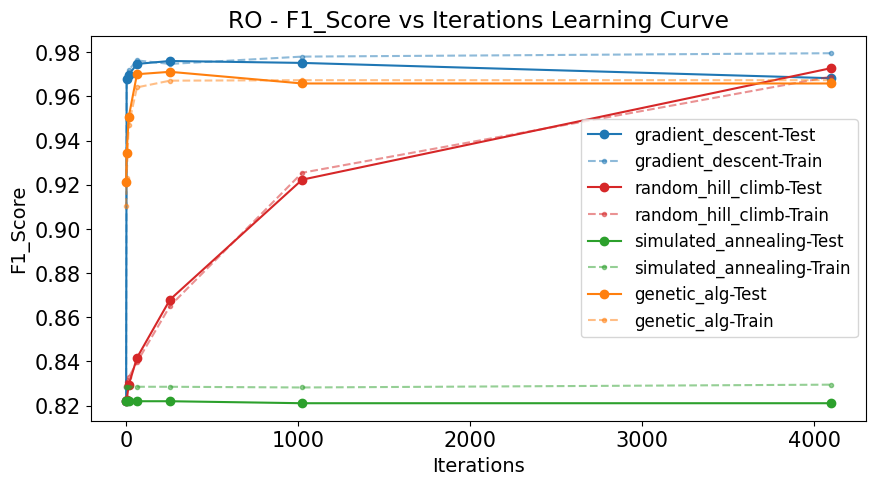 RO - F1_Score vs Iterations Learning Curve
F1_Score
0.98
0.96
0.94
0.92
0.90
0.88
0.86
0.84
0.82
gradient_descent-Test
gradient_descent-Train
random_hill_climb-Test
random_hill_climb-Train
simulated_annealing-Test
simulated_annealing-Train
genetic_alg-Test
genetic_alg-Train
0
1000
2000
3000
4000
Iterations